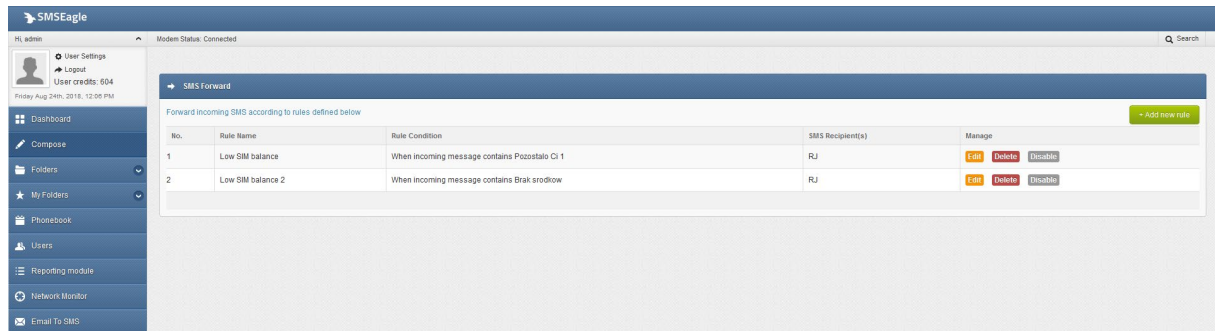 SMSEagle
Hi, admin
Modem Status: Connected
Search
User Settings
Logout
User credits: 604
Friday Aug 24th, 2018, 12:06 PM
Dashboard
Compose
Folders
My Folders
Phonebook
Users
Reporting module
Network Monitor
Email To SMS
SMS Forward
Forward incoming SMS according to rules defined below
+ Add new rule
No. Rule Name Rule Condition SMS Recipient(s) Manage
1 Low SIM balance When incoming message contains Pozostalo Ci 1 RJ Edit Delete Disable
2 Low SIM balance 2 When incoming message contains Brak srodkow RJ Edit Delete Disable